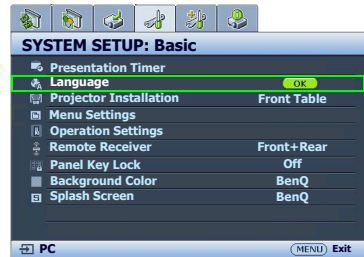 SYSTEM SETUP: Basic
Presentation Timer
Language OK
Projector Installation Front Table
Menu Settings
Operation Settings
Remote Receiver Front+Rear
Panel Key Lock Off
Background Color BenQ
Splash Screen BenQ
PC MENU Exit